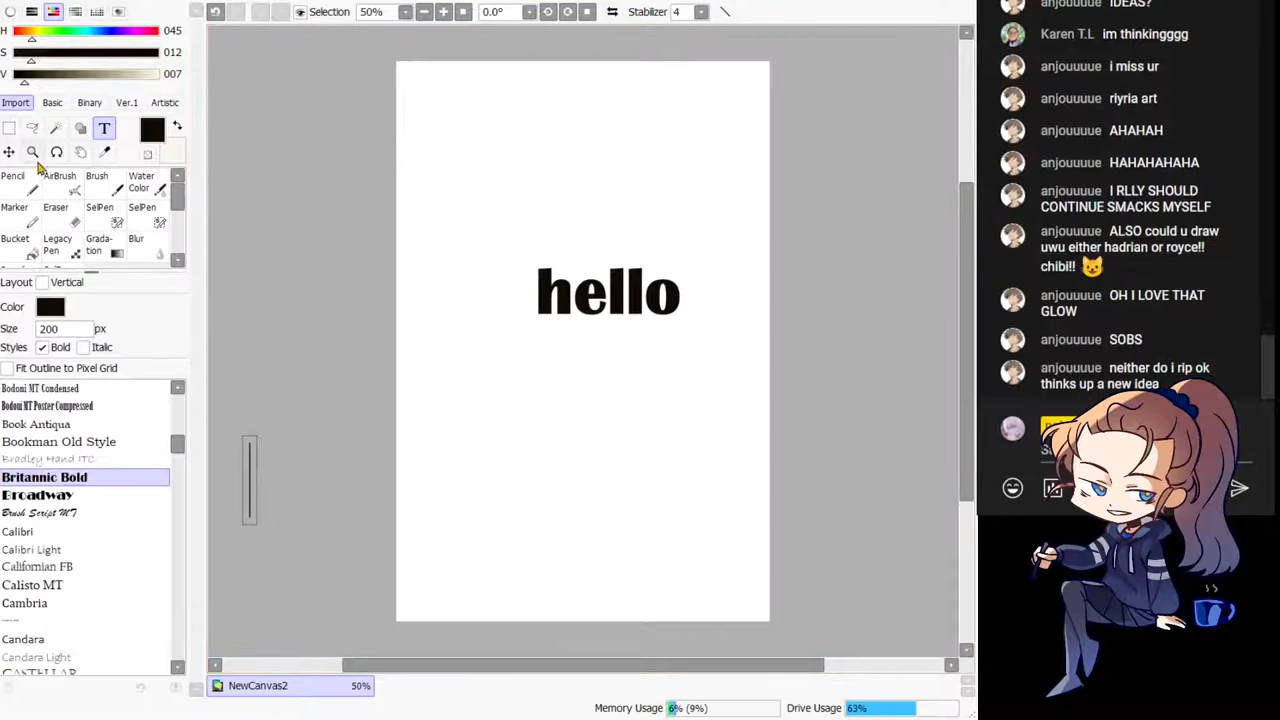 Selection 50% 0.0° Stabilizer 4
H 045
S 012
V 007
Import Basic Binary Ver.1 Artistic
T
Pencil AirBrush Brush Water
Color
Marker Eraser SelPen SelPen
Bucket Legacy Grada- Blur
Pen tion
Layout Vertical
Color
Size 200 px
Styles Bold Italic
Fit Outline to Pixel Grid
Bodoni MT Condensed
Bodoni MT Poster Compressed
Book Antiqua
Bookman Old Style
Bradley Hand ITC
Britannic Bold
Broadway
Brush Script MT
Calibri
Calibri Light
Californian FB
Calisto MT
Cambria
Candara
Candara Light
CASTELLAR
hello
NewCanvas2 50%
Memory Usage 6% (9%) Drive Usage 63%
anjouuuue IDEAS?
Karen T.L im thinkingggg
anjouuuue i miss ur
anjouuuue riyria art
anjouuuue AHAHAH
anjouuuue HAHAHAHAHA
anjouuuue I RLLY SHOULD
CONTINUE SMACKS MYSELF
anjouuuue ALSO could u draw
uwu either hadrian or royce!!
chibi!! 😺
anjouuuue OH I LOVE THAT
GLOW
anjouuuue SOBS
anjouuuue neither do i rip ok
thinks up a new idea